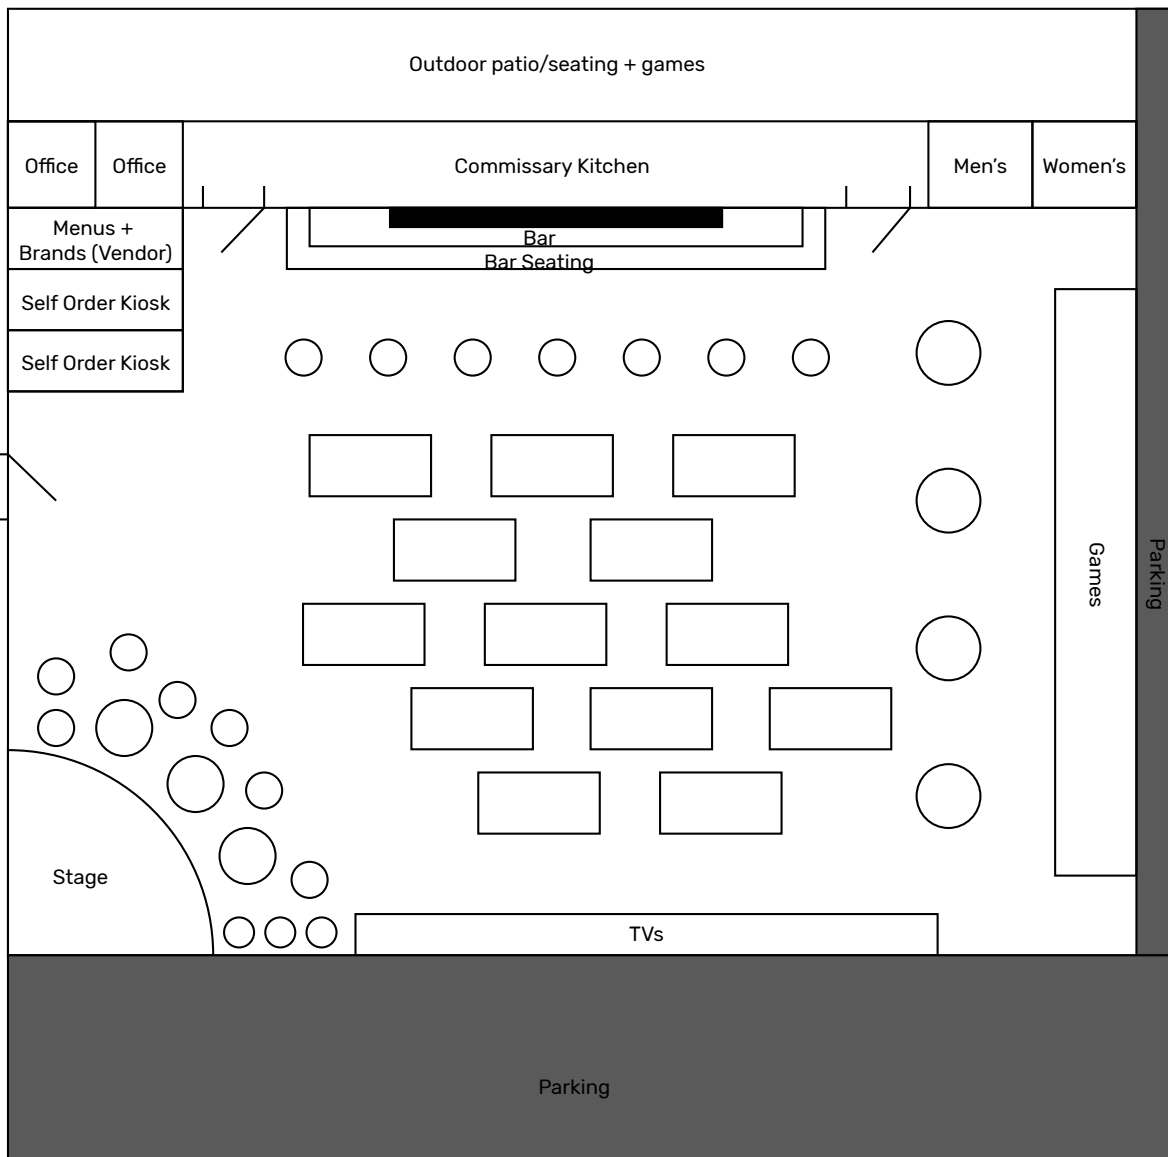 Outdoor patio/seating + games
Office
Office
Commissary Kitchen
Men’s
Women’s
Menus +
Brands (Vendor)
Bar
Bar Seating
Self Order Kiosk
Self Order Kiosk
Games
Parking
Stage
TVs
Parking